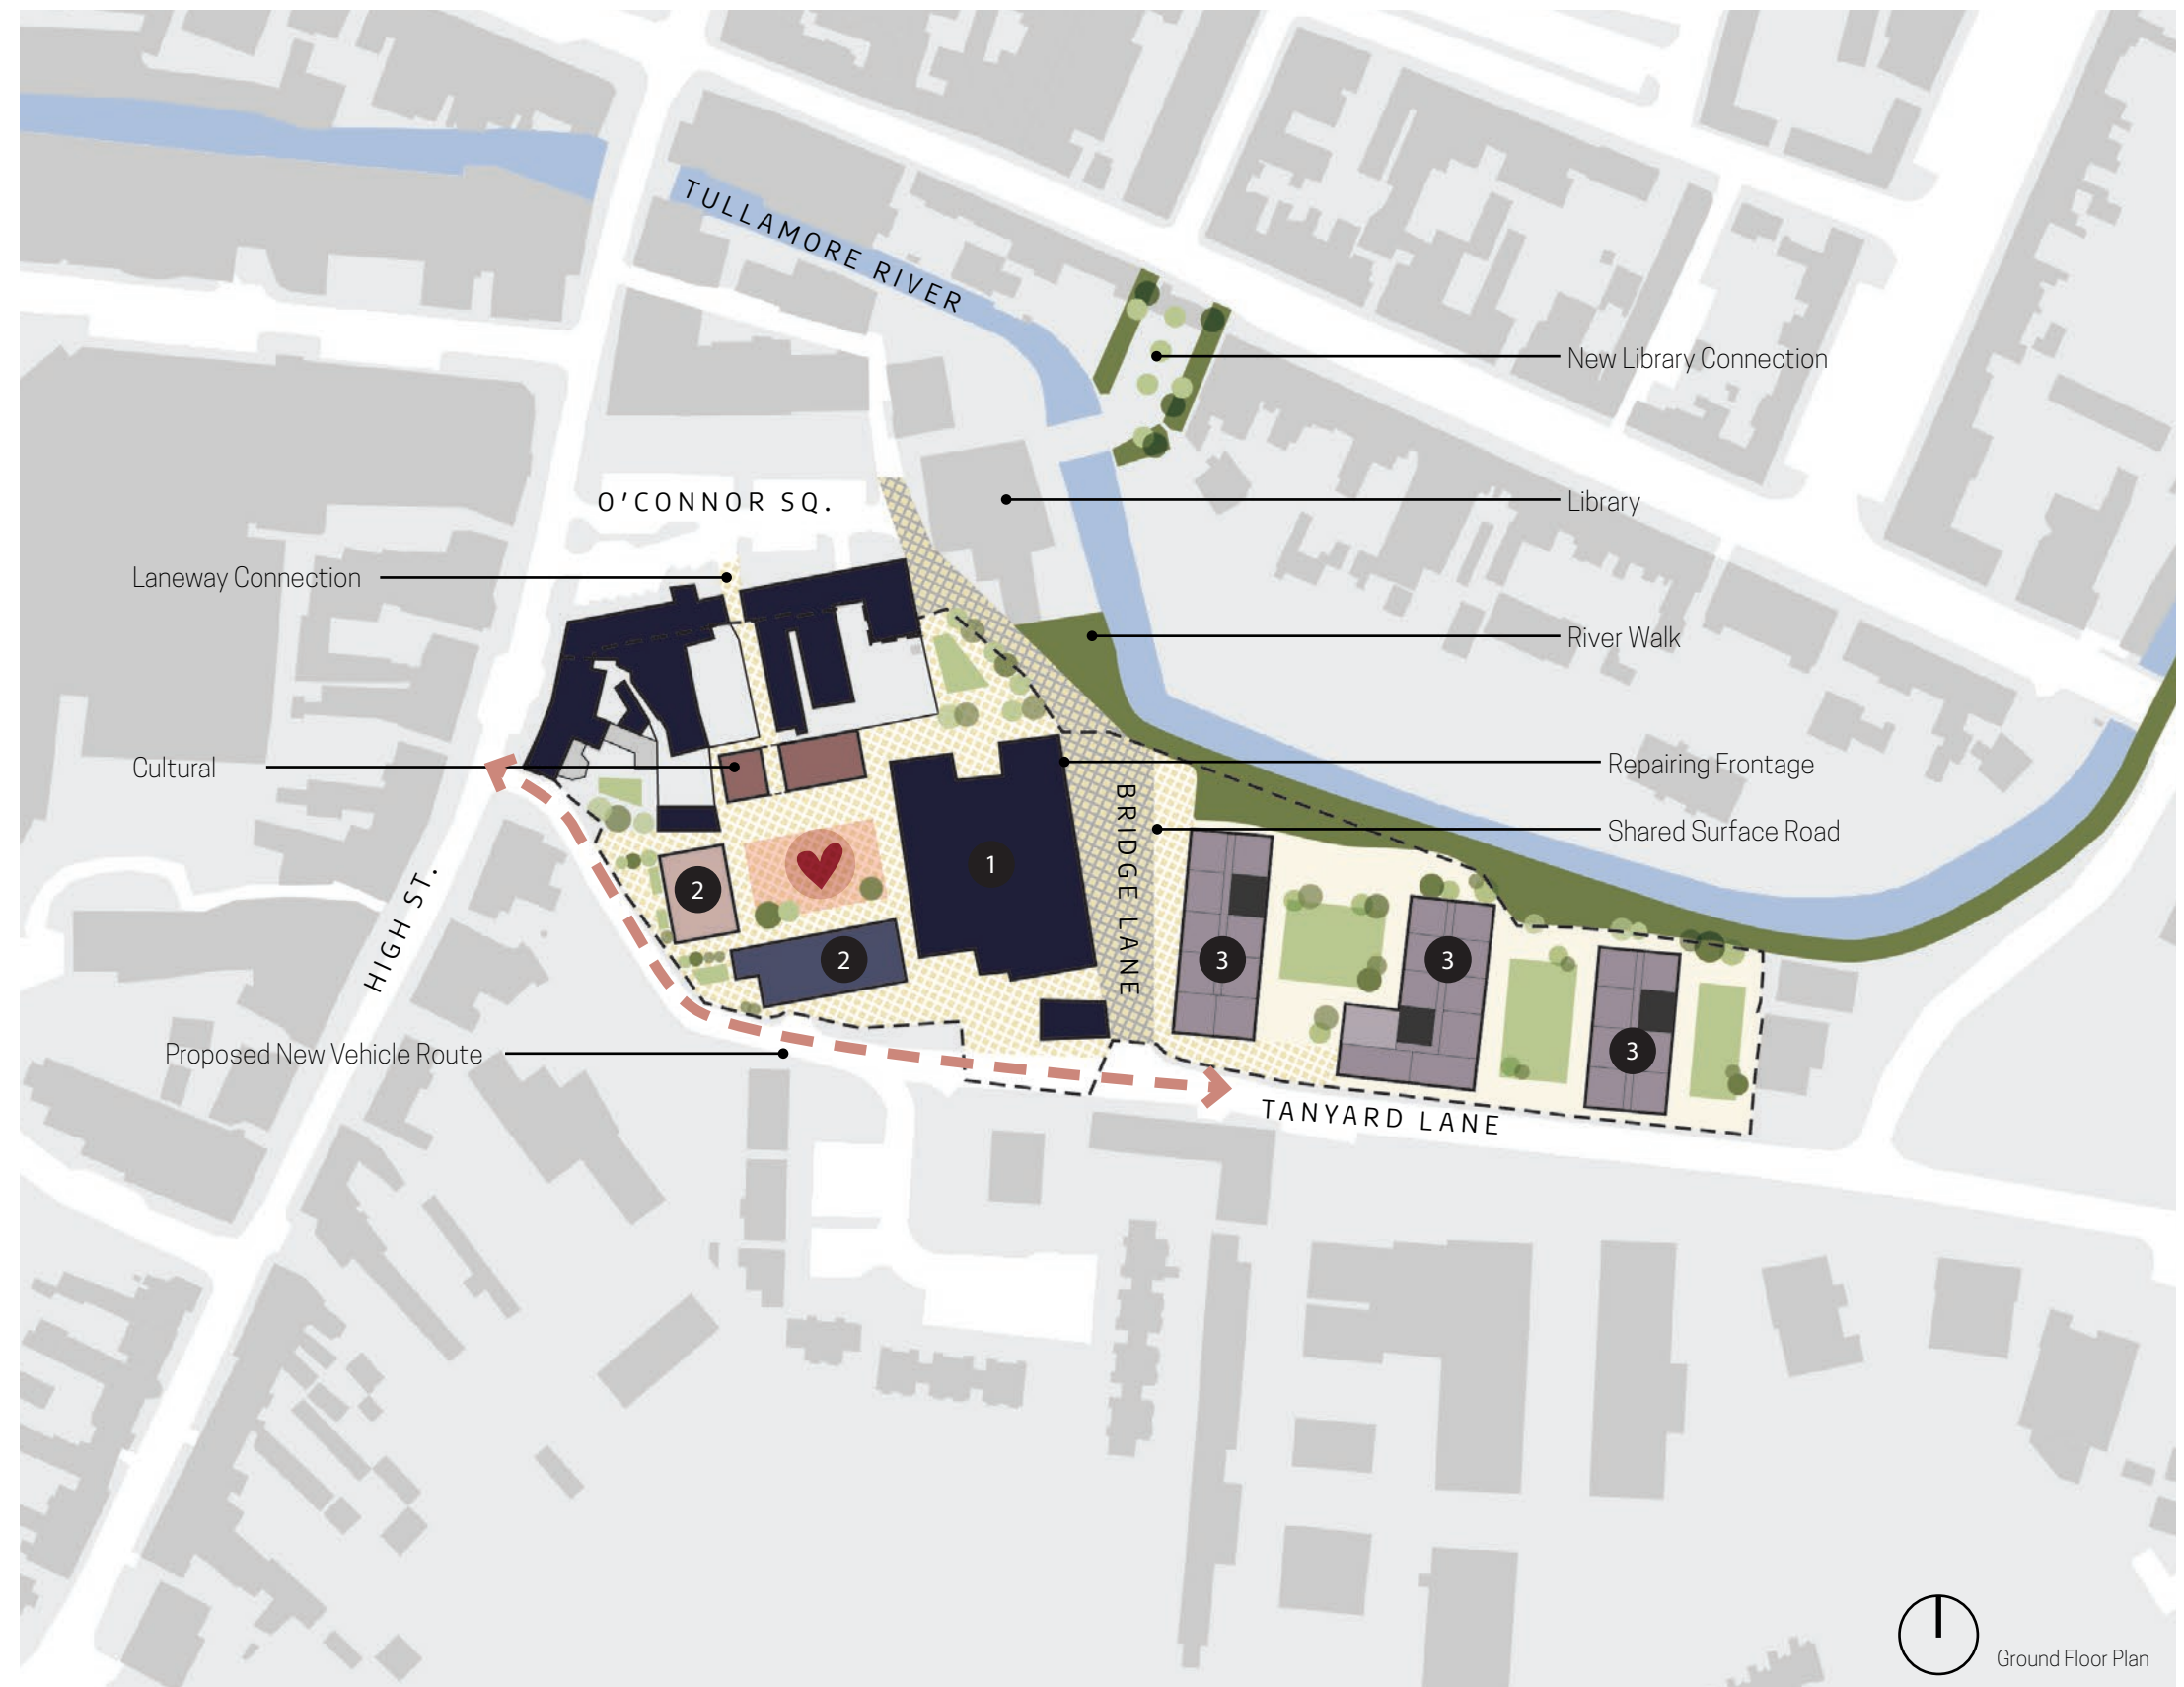 TULLAMORE RIVER
New Library Connection
O'CONNOR SQ.
Library
Laneway Connection
River Walk
Cultural
Repairing Frontage
BRIDGE LANE
Shared Surface Road
1
2
2
3
3
3
HIGH ST.
Proposed New Vehicle Route
TANYARD LANE
Ground Floor Plan